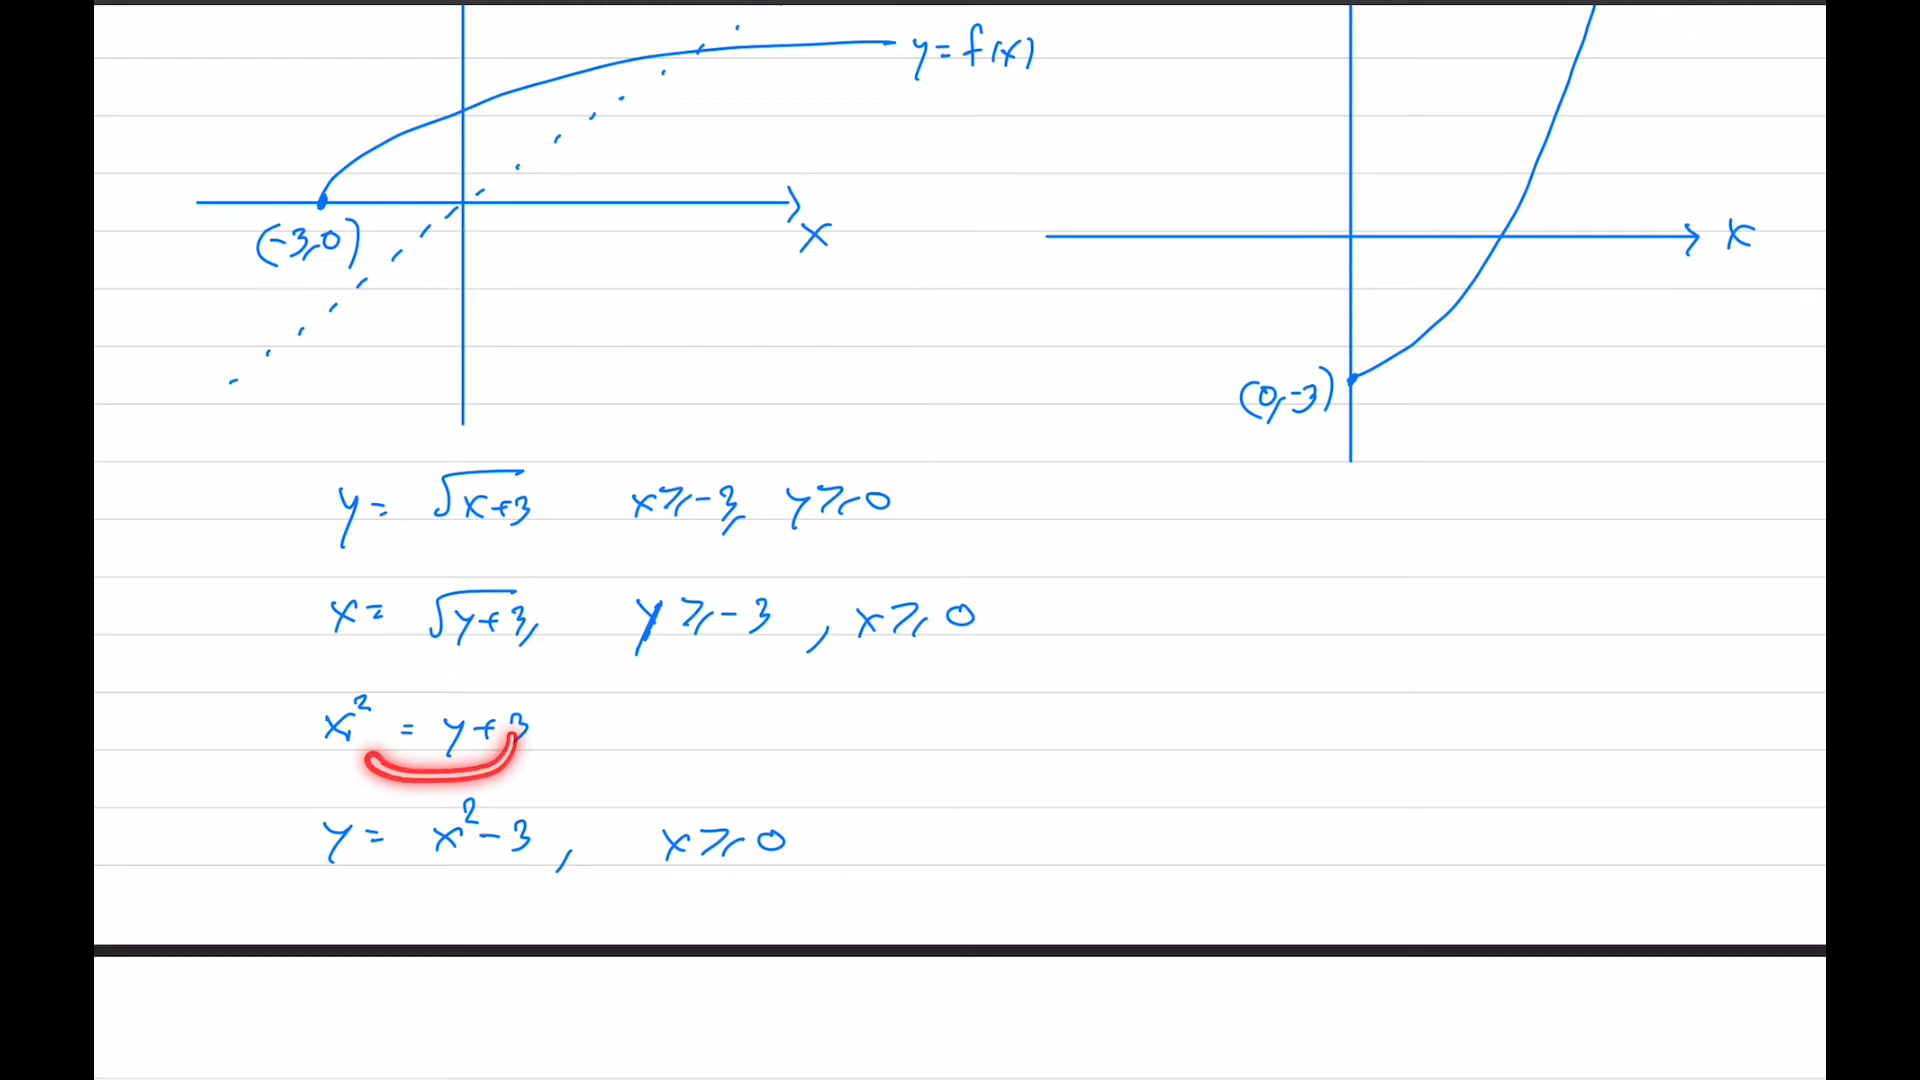 y = f(x)
x
x
(-3,0)
(0,-3)
y = √x+3 x ⩾ -3, y ⩾ 0
x = √y+3, y ⩾ -3 , x ⩾ 0
x² = y+3
y = x²-3 , x ⩾ 0